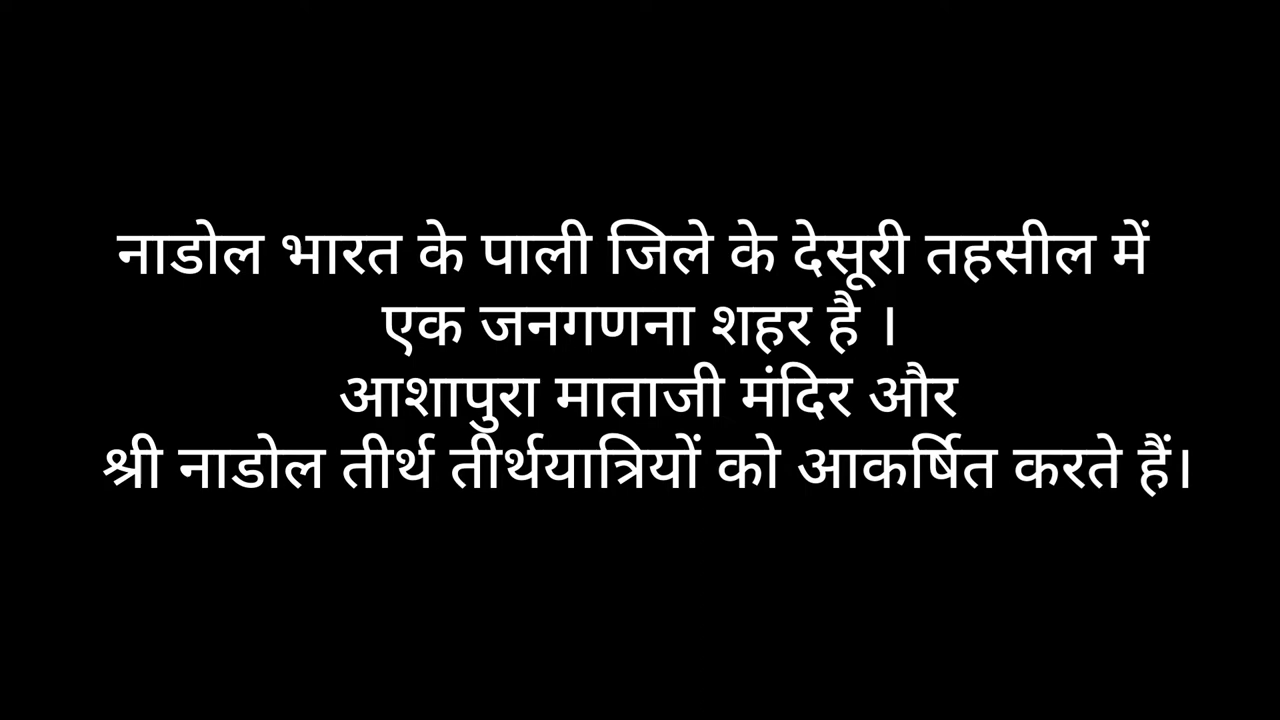 नाडोल भारत के पाली जिले के देसूरी तहसील में
एक जनगणना शहर है ।
आशापुरा माताजी मंदिर और
श्री नाडोल तीर्थ तीर्थयात्रियों को आकर्षित करते हैं।